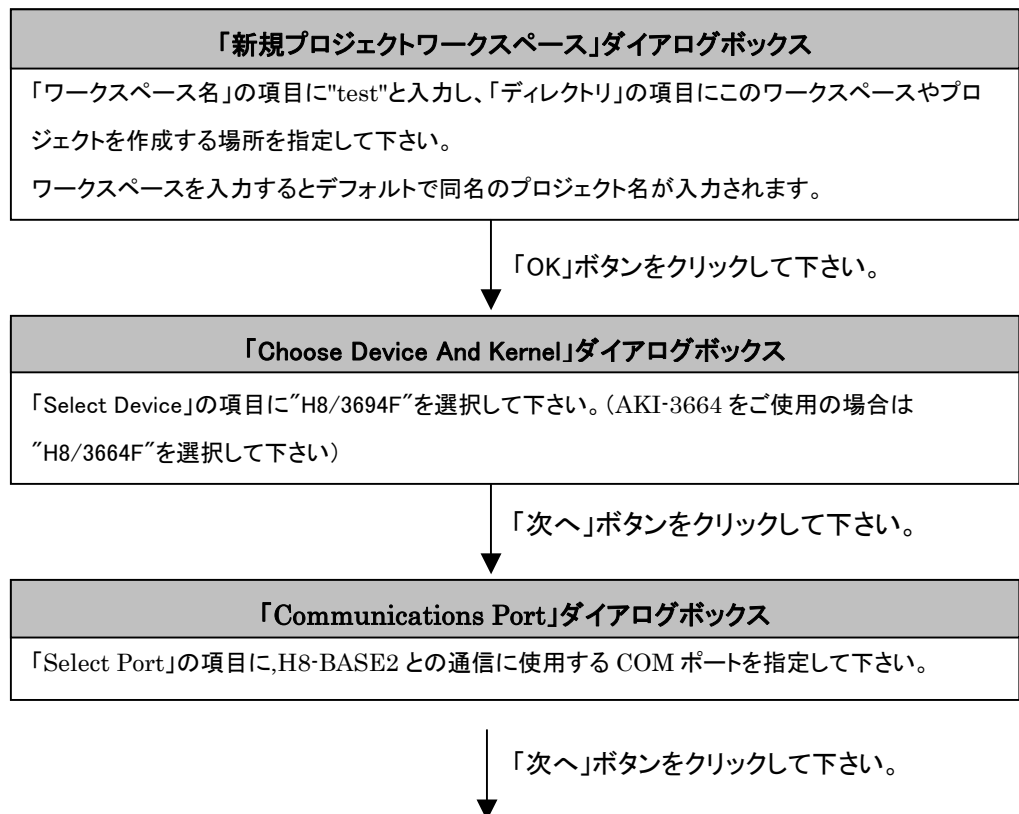 「新規プロジェクトワークスペース」ダイアログボックス
「ワークスペース名」の項目に"test"と入力し、「ディレクトリ」の項目にこのワークスペースやプロ
ジェクトを作成する場所を指定して下さい。
ワークスペースを入力するとデフォルトで同名のプロジェクト名が入力されます。
「OK」ボタンをクリックして下さい。
「Choose Device And Kernel」ダイアログボックス
「Select Device」の項目に"H8/3694F"を選択して下さい。（AKI-3664 をご使用の場合は
"H8/3664F"を選択して下さい）
「次へ」ボタンをクリックして下さい。
「Communications Port」ダイアログボックス
「Select Port」の項目に,H8-BASE2 との通信に使用する COM ポートを指定して下さい。
「次へ」ボタンをクリックして下さい。